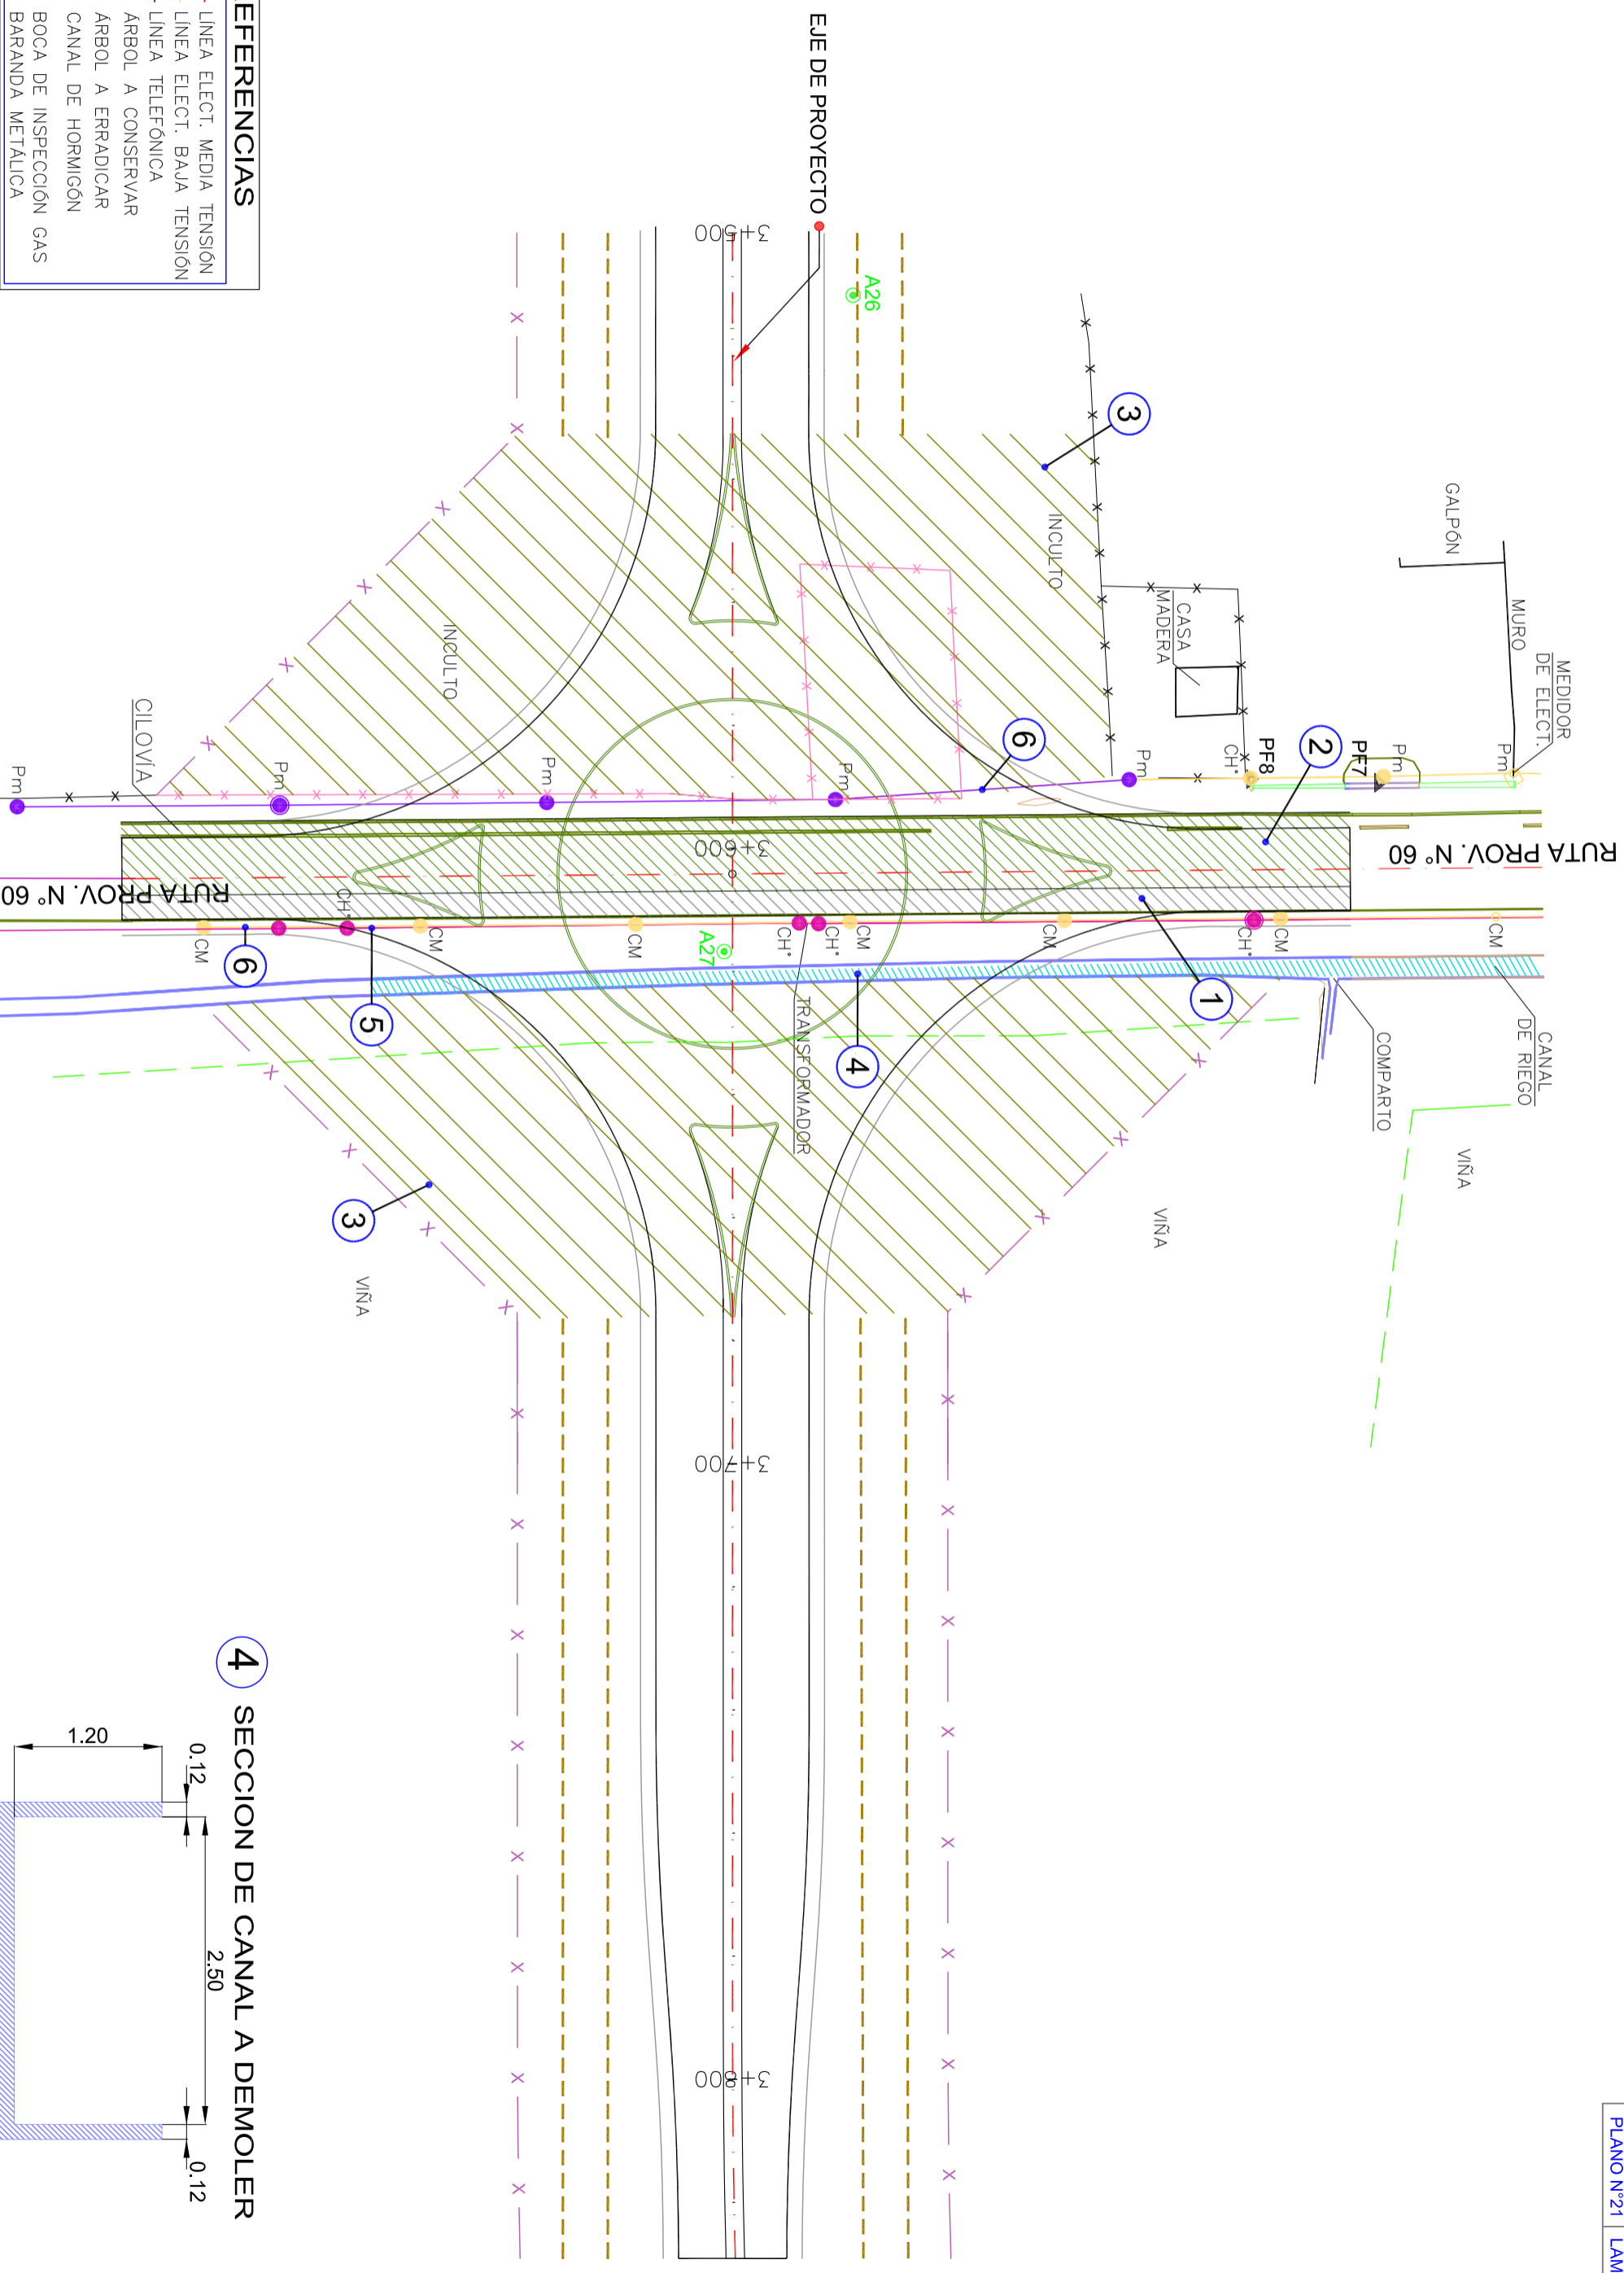 PLANO N°21
LAM
MEDIDOR
DE ELECT.
MURO
GALPÓN
Pm
Pm
PF7
2
PF8
CH°
Pm
CASA
MADERA
3
INCULTO
6
A26
EJE DE PROYECTO
3+500
INCULTO
Pm
Pm
Pm
Pm
CILOVÍA
RUTA PROV. N° 60
3+600
RUTA PROV. N° 60
CM
CM
CH°
CM
CM
CH°
CH°
CM
CM
CH°
CM
A27
TRANSFORMADOR
CANAL
DE RIEGO
COMPARTO
1
4
5
6
VIÑA
VIÑA
3
VIÑA
3+700
3+800
EFERENCIAS
LÍNEA ELECT. MEDIA TENSIÓN
LÍNEA ELECT. BAJA TENSIÓN
LÍNEA TELEFÓNICA
ÁRBOL A CONSERVAR
ÁRBOL A ERRADICAR
CANAL DE HORMIGÓN
BOCA DE INSPECCIÓN GAS
BARANDA METÁLICA
4 SECCION DE CANAL A DEMOLER
0.12
2.50
0.12
1.20